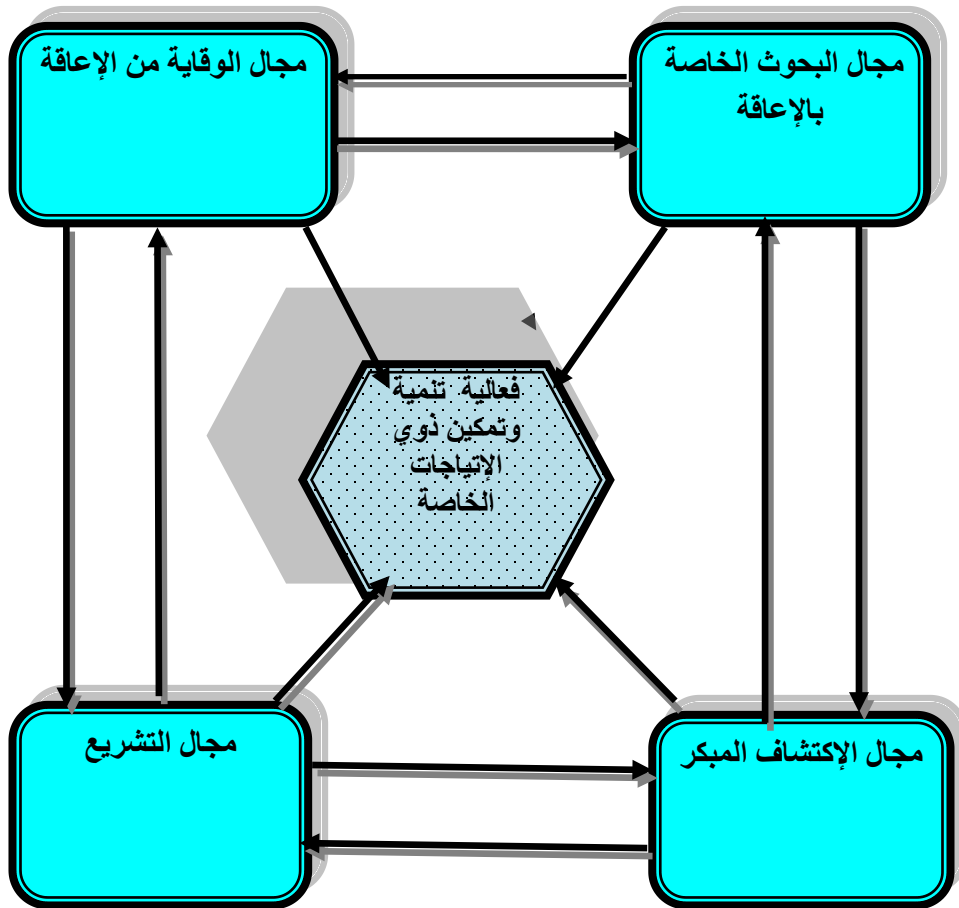 مجال البحوث الخاصة
بالإعاقة
مجال الوقاية من الإعاقة
فعالية تنمية
وتمكين ذوي
الإتياجات
الخاصة
مجال الإكتشاف المبكر
مجال التشريع